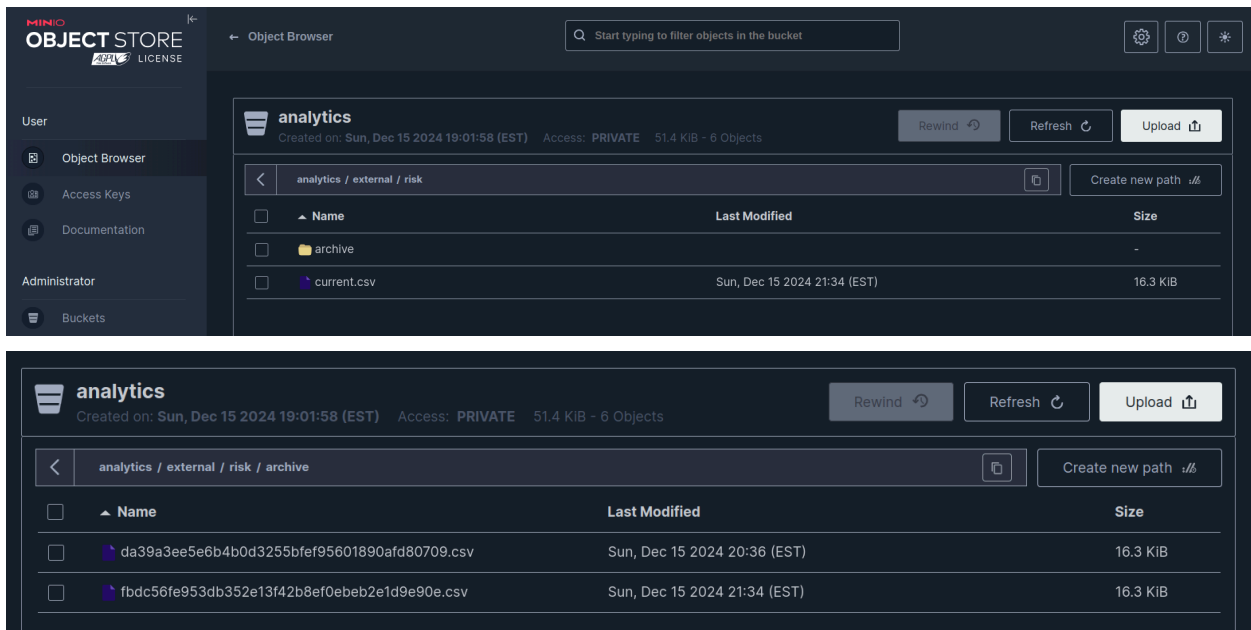 MINIO
OBJECT STORE
AGPLv3 LICENSE
User
Object Browser
Access Keys
Documentation
Administrator
Buckets
← Object Browser
Start typing to filter objects in the bucket
analytics
Created on: Sun, Dec 15 2024 19:01:58 (EST) Access: PRIVATE 51.4 KiB - 6 Objects
Rewind Refresh Upload
analytics / external / risk
Create new path
Name Last Modified Size
archive -
current.csv Sun, Dec 15 2024 21:34 (EST) 16.3 KiB
analytics
Created on: Sun, Dec 15 2024 19:01:58 (EST) Access: PRIVATE 51.4 KiB - 6 Objects
Rewind Refresh Upload
analytics / external / risk / archive
Create new path
Name Last Modified Size
da39a3ee5e6b4b0d3255bfef95601890afd80709.csv Sun, Dec 15 2024 20:36 (EST) 16.3 KiB
fbdc56fe953db352e13f42b8ef0ebeb2e1d9e90e.csv Sun, Dec 15 2024 21:34 (EST) 16.3 KiB